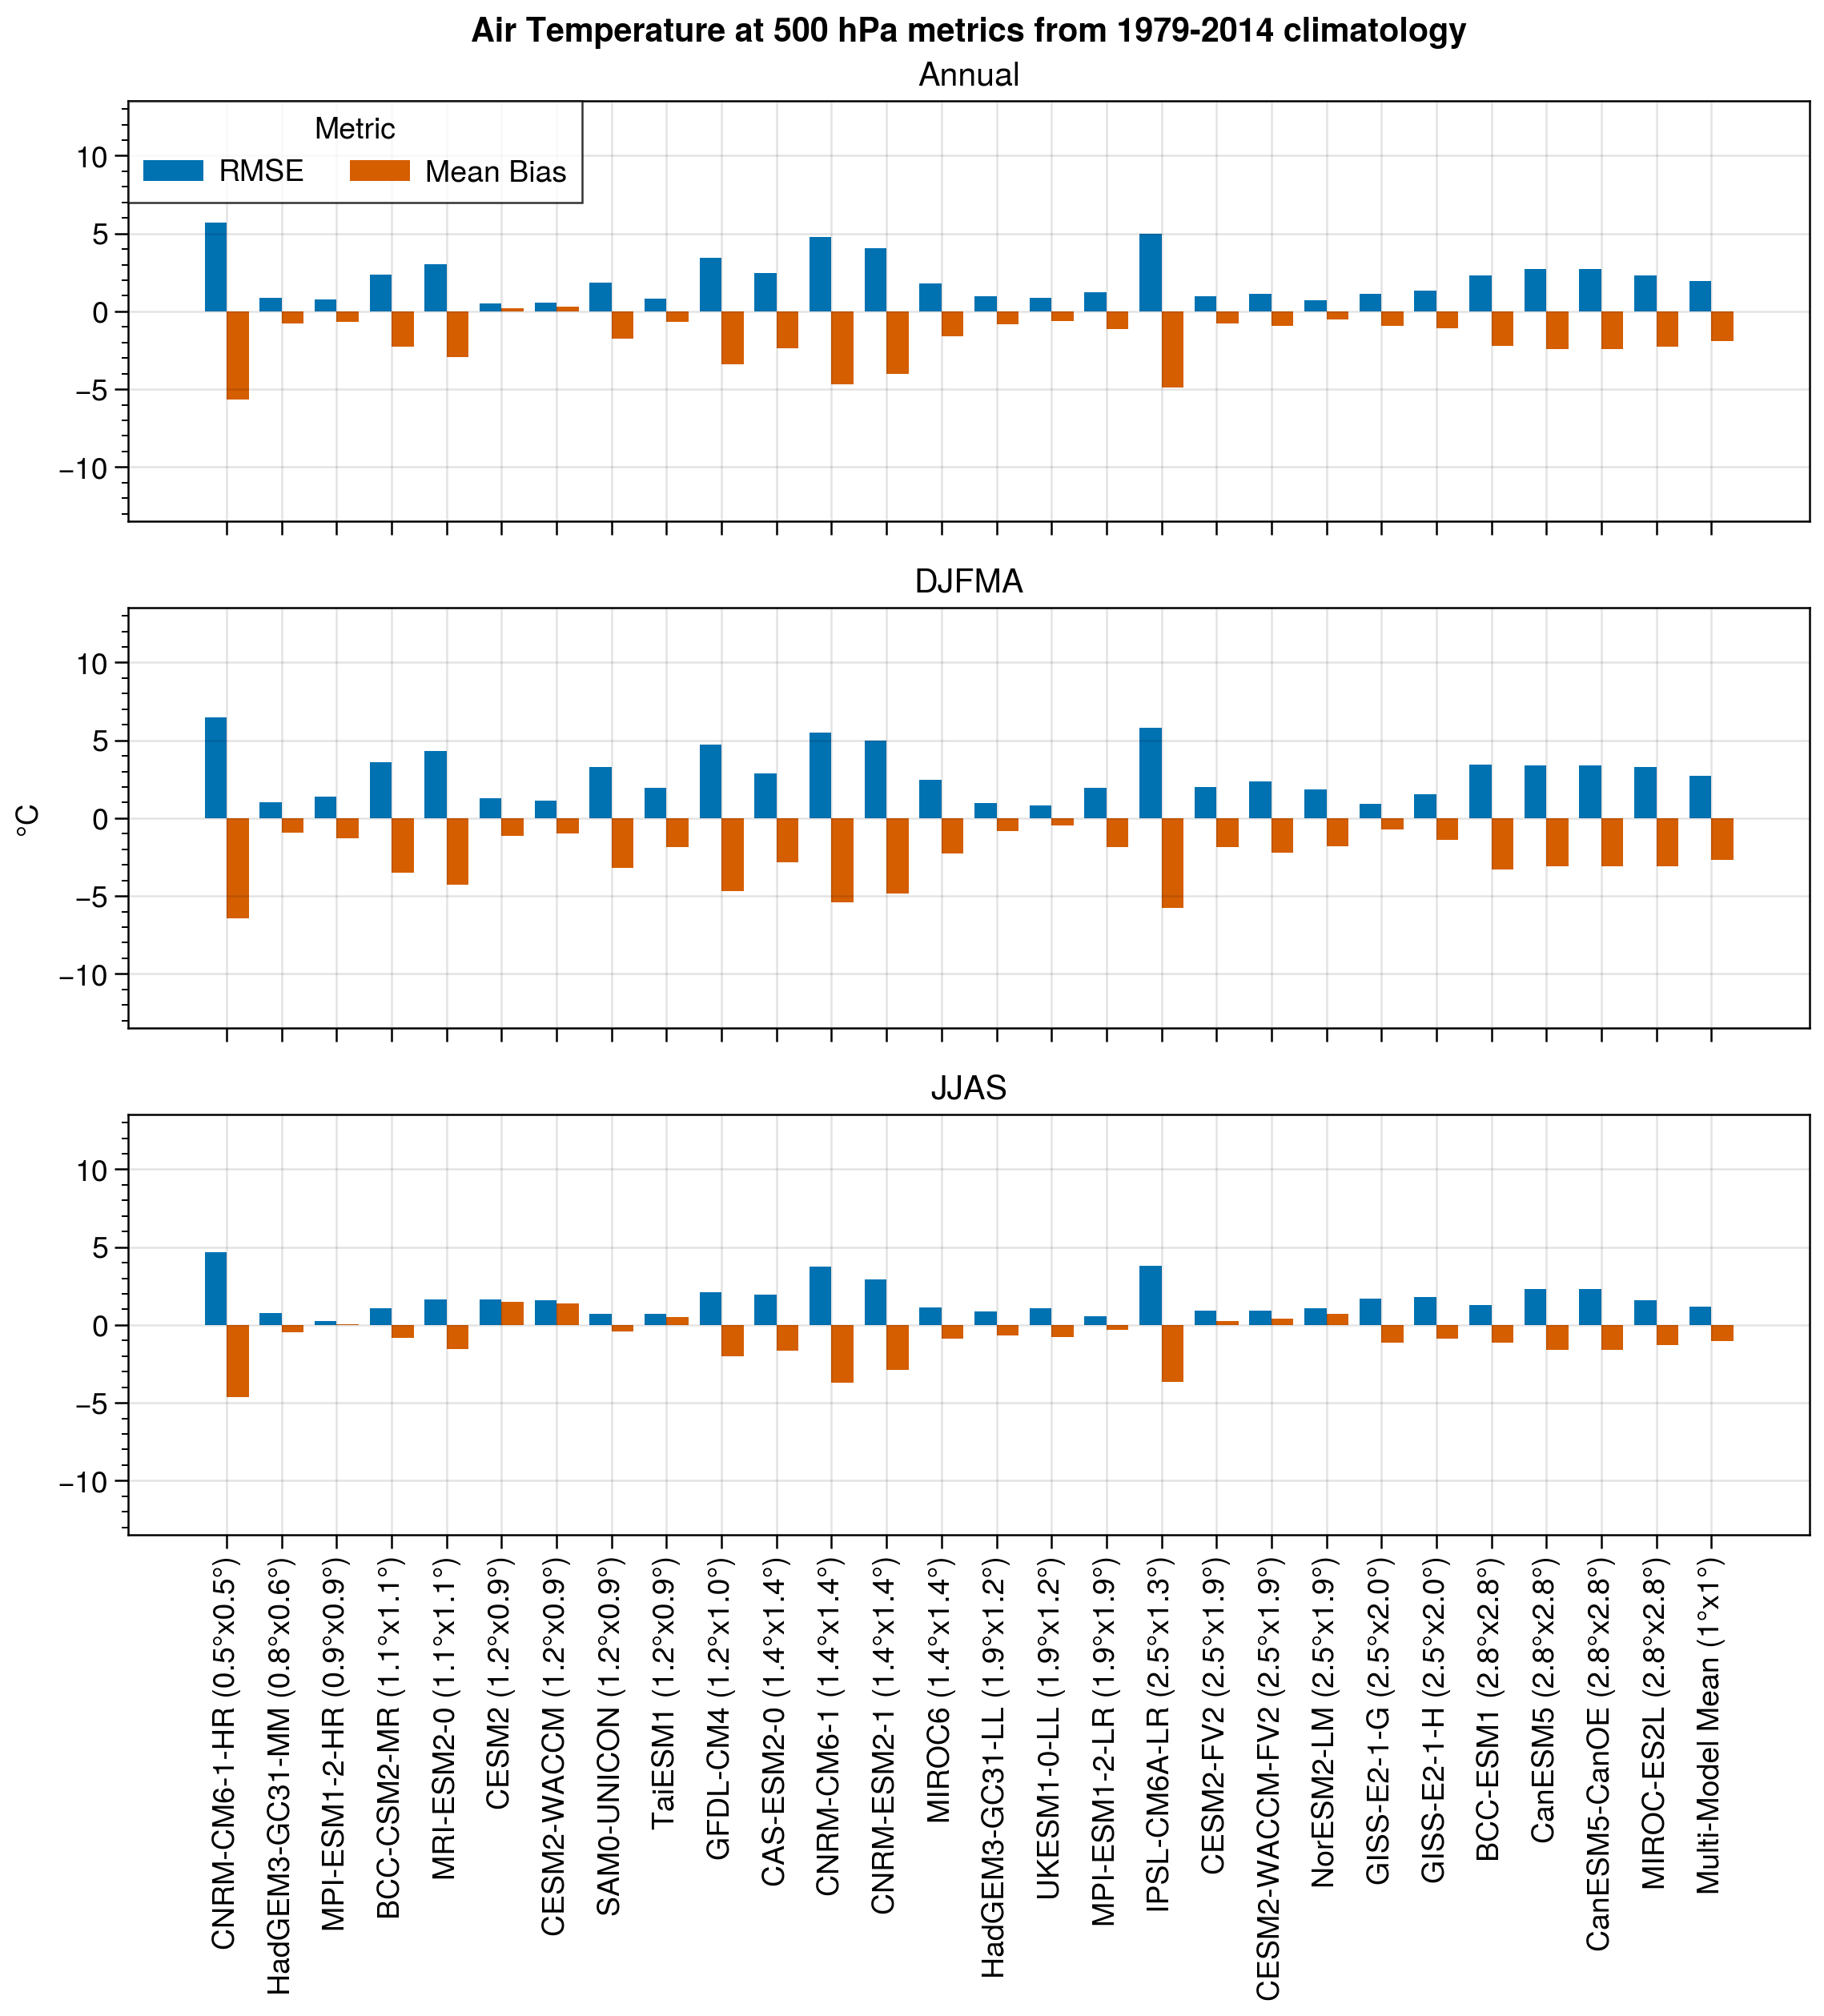 Air Temperature at 500 hPa metrics from 1979-2014 climatology
Annual
Metric
RMSE Mean Bias
10
5
0
−5
−10
DJFMA
10
5
0
−5
−10
°C
JJAS
10
5
0
−5
−10
CNRM-CM6-1-HR (0.5°x0.5°)
HadGEM3-GC31-MM (0.8°x0.6°)
MPI-ESM1-2-HR (0.9°x0.9°)
BCC-CSM2-MR (1.1°x1.1°)
MRI-ESM2-0 (1.1°x1.1°)
CESM2 (1.2°x0.9°)
CESM2-WACCM (1.2°x0.9°)
SAM0-UNICON (1.2°x0.9°)
TaiESM1 (1.2°x0.9°)
GFDL-CM4 (1.2°x1.0°)
CAS-ESM2-0 (1.4°x1.4°)
CNRM-CM6-1 (1.4°x1.4°)
CNRM-ESM2-1 (1.4°x1.4°)
MIROC6 (1.4°x1.4°)
HadGEM3-GC31-LL (1.9°x1.2°)
UKESM1-0-LL (1.9°x1.2°)
MPI-ESM1-2-LR (1.9°x1.9°)
IPSL-CM6A-LR (2.5°x1.3°)
CESM2-FV2 (2.5°x1.9°)
CESM2-WACCM-FV2 (2.5°x1.9°)
NorESM2-LM (2.5°x1.9°)
GISS-E2-1-G (2.5°x2.0°)
GISS-E2-1-H (2.5°x2.0°)
BCC-ESM1 (2.8°x2.8°)
CanESM5 (2.8°x2.8°)
CanESM5-CanOE (2.8°x2.8°)
MIROC-ES2L (2.8°x2.8°)
Multi-Model Mean (1°x1°)